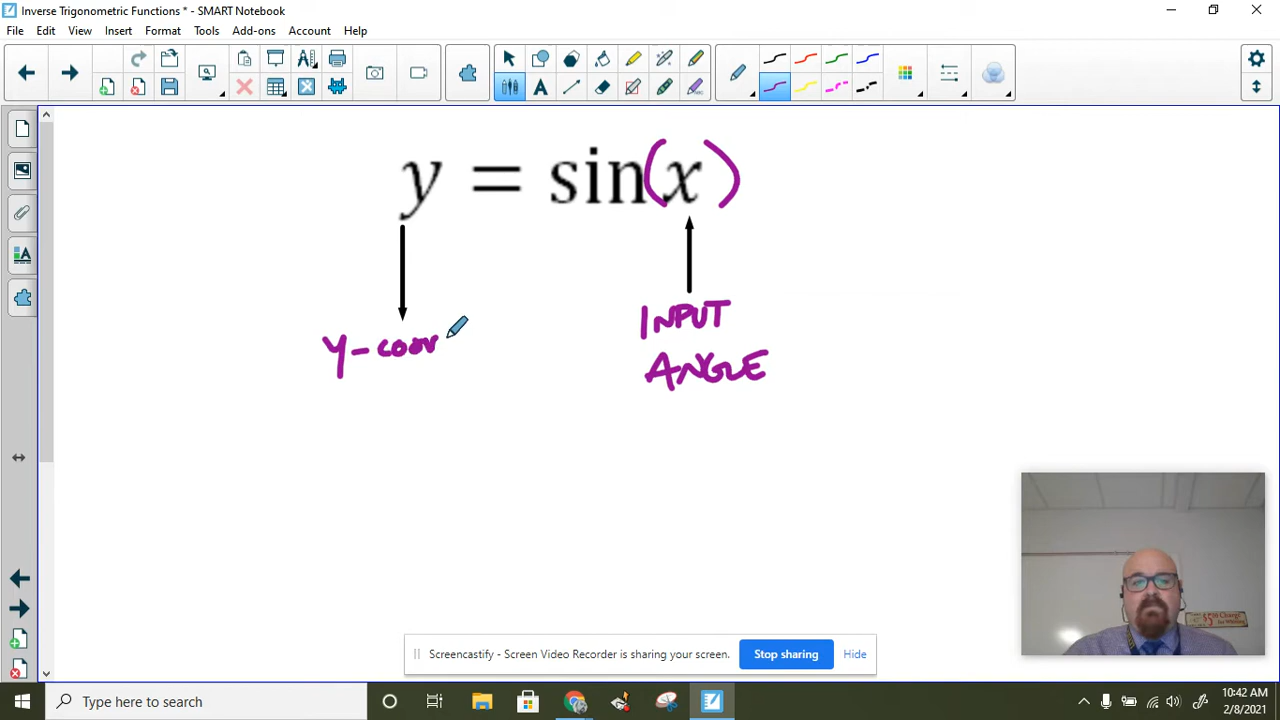 Inverse Trigonometric Functions * - SMART Notebook
File Edit View Insert Format Tools Add-ons Account Help
y = sin(x)
INPUT
Y-coor
ANGLE
Screencastify - Screen Video Recorder is sharing your screen. Stop sharing Hide
Type here to search
10:42 AM
2/8/2021